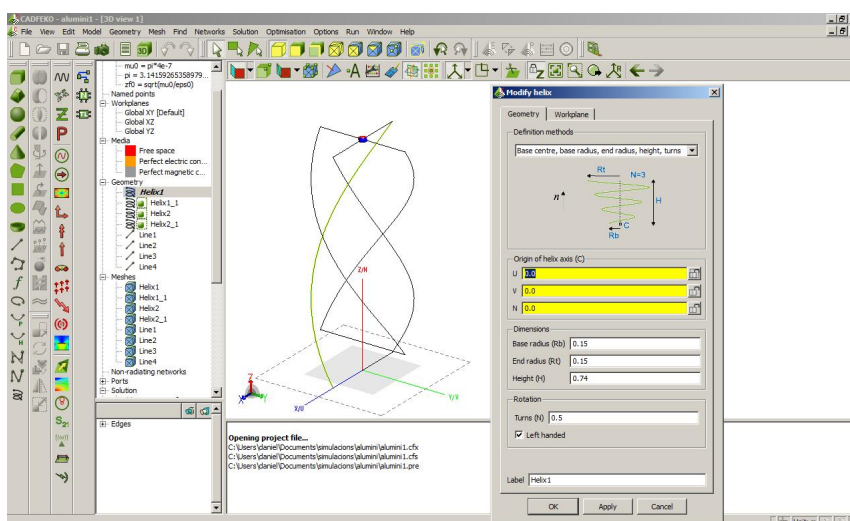 CADFEKO - alumini1 - [3D view 1]
File View Edit Model Geometry Mesh Find Networks Solution Optimisation Options Run Window Help
mu0 = pi*4e-7
pi = 3.14159265358979...
zf0 = sqrt(mu0/eps0)
Named points
Workplanes
Global XY [Default]
Global XZ
Global YZ
Media
Free space
Perfect electric con...
Perfect magnetic c...
Geometry
Helix1
Helix1_1
Helix2
Helix2_1
Line1
Line2
Line3
Line4
Meshes
Helix1
Helix1_1
Helix2
Helix2_1
Line1
Line2
Line3
Line4
Non-radiating networks
Ports
Solution
Edges
Z/N
Z
X
Y
X/U
Y/V
Opening project file...
C:\Users\daniel\Documents\simulacions\alumini\alumini1.cfx
C:\Users\daniel\Documents\simulacions\alumini\alumini1.cfs
C:\Users\daniel\Documents\simulacions\alumini\alumini1.pre
Modify helix
Geometry Workplane
Definition methods
Base centre, base radius, end radius, height, turns
Rt N=3
n H
C
Rb
Origin of helix axis (C)
U 0.0
V 0.0
N 0.0
Dimensions
Base radius (Rb) 0.15
End radius (Rt) 0.15
Height (H) 0.74
Rotation
Turns (N) 0.5
Left handed
Label Helix1
OK Apply Cancel